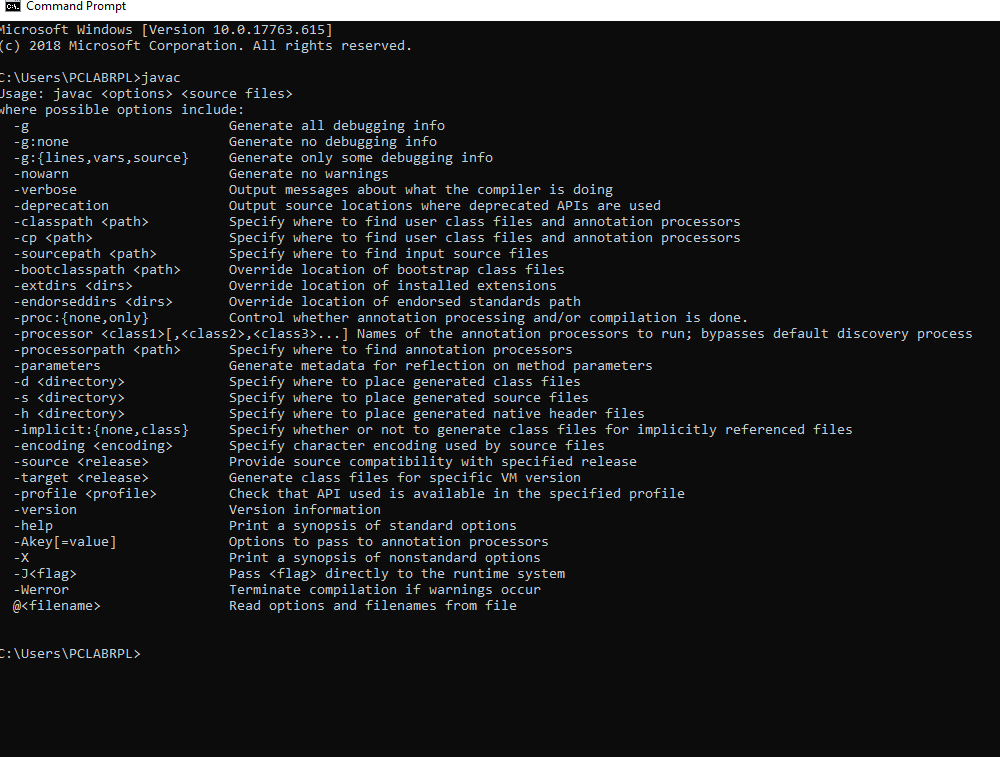 Command Prompt
Microsoft Windows [Version 10.0.17763.615]
(c) 2018 Microsoft Corporation. All rights reserved.
C:\Users\PCLABRPL>javac
Usage: javac <options> <source files>
where possible options include:
  -g                         Generate all debugging info
  -g:none                    Generate no debugging info
  -g:{lines,vars,source}     Generate only some debugging info
  -nowarn                    Generate no warnings
  -verbose                   Output messages about what the compiler is doing
  -deprecation               Output source locations where deprecated APIs are used
  -classpath <path>          Specify where to find user class files and annotation processors
  -cp <path>                 Specify where to find user class files and annotation processors
  -sourcepath <path>         Specify where to find input source files
  -bootclasspath <path>      Override location of bootstrap class files
  -extdirs <dirs>            Override location of installed extensions
  -endorseddirs <dirs>       Override location of endorsed standards path
  -proc:{none,only}          Control whether annotation processing and/or compilation is done.
  -processor <class1>[,<class2>,<class3>...] Names of the annotation processors to run; bypasses default discovery process
  -processorpath <path>      Specify where to find annotation processors
  -parameters                Generate metadata for reflection on method parameters
  -d <directory>             Specify where to place generated class files
  -s <directory>             Specify where to place generated source files
  -h <directory>             Specify where to place generated native header files
  -implicit:{none,class}     Specify whether or not to generate class files for implicitly referenced files
  -encoding <encoding>       Specify character encoding used by source files
  -source <release>          Provide source compatibility with specified release
  -target <release>          Generate class files for specific VM version
  -profile <profile>         Check that API used is available in the specified profile
  -version                   Version information
  -help                      Print a synopsis of standard options
  -Akey[=value]              Options to pass to annotation processors
  -X                         Print a synopsis of nonstandard options
  -J<flag>                   Pass <flag> directly to the runtime system
  -Werror                    Terminate compilation if warnings occur
  @<filename>                Read options and filenames from file
C:\Users\PCLABRPL>